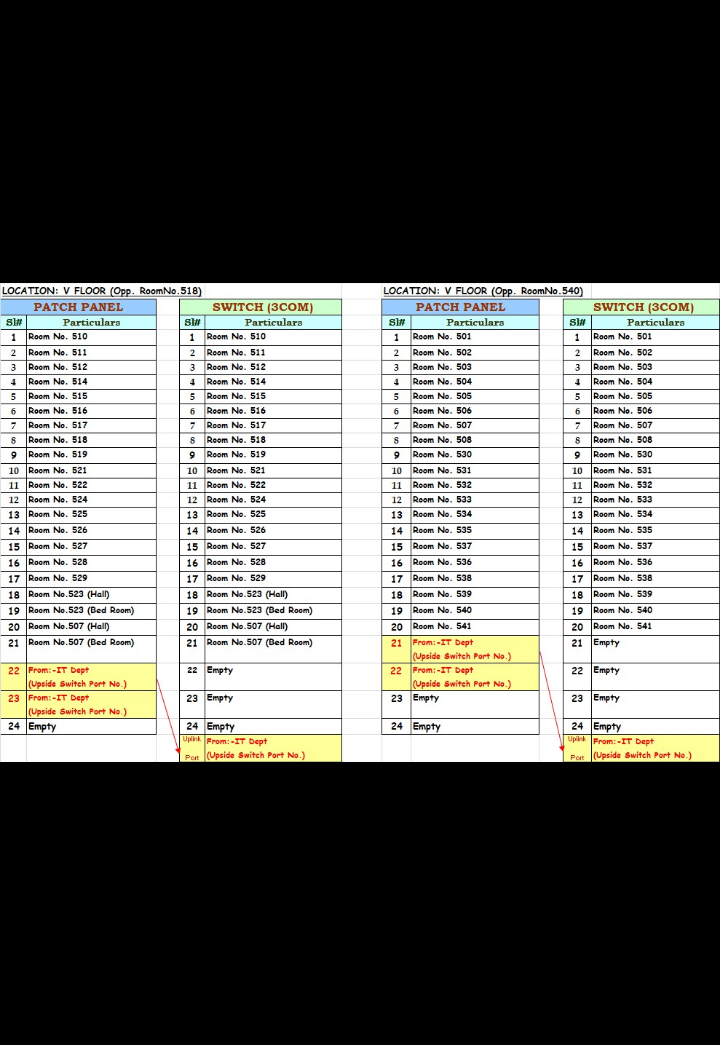 LOCATION: V FLOOR (Opp. RoomNo.518)
PATCH PANEL SWITCH (3COM)
Sl# Particulars Sl# Particulars
1 Room No. 510 1 Room No. 510
2 Room No. 511 2 Room No. 511
3 Room No. 512 3 Room No. 512
4 Room No. 514 4 Room No. 514
5 Room No. 515 5 Room No. 515
6 Room No. 516 6 Room No. 516
7 Room No. 517 7 Room No. 517
8 Room No. 518 8 Room No. 518
9 Room No. 519 9 Room No. 519
10 Room No. 521 10 Room No. 521
11 Room No. 522 11 Room No. 522
12 Room No. 524 12 Room No. 524
13 Room No. 525 13 Room No. 525
14 Room No. 526 14 Room No. 526
15 Room No. 527 15 Room No. 527
16 Room No. 528 16 Room No. 528
17 Room No. 529 17 Room No. 529
18 Room No.523 (Hall) 18 Room No.523 (Hall)
19 Room No.523 (Bed Room) 19 Room No.523 (Bed Room)
20 Room No.507 (Hall) 20 Room No.507 (Hall)
21 Room No.507 (Bed Room) 21 Room No.507 (Bed Room)
22 From:-IT Dept 22 Empty
(Upside Switch Port No.)
23 From:-IT Dept 23 Empty
(Upside Switch Port No.)
24 Empty 24 Empty
Uplink From:-IT Dept
Port (Upside Switch Port No.)
LOCATION: V FLOOR (Opp. RoomNo.540)
PATCH PANEL SWITCH (3COM)
Sl# Particulars Sl# Particulars
1 Room No. 501 1 Room No. 501
2 Room No. 502 2 Room No. 502
3 Room No. 503 3 Room No. 503
4 Room No. 504 4 Room No. 504
5 Room No. 505 5 Room No. 505
6 Room No. 506 6 Room No. 506
7 Room No. 507 7 Room No. 507
8 Room No. 508 8 Room No. 508
9 Room No. 530 9 Room No. 530
10 Room No. 531 10 Room No. 531
11 Room No. 532 11 Room No. 532
12 Room No. 533 12 Room No. 533
13 Room No. 534 13 Room No. 534
14 Room No. 535 14 Room No. 535
15 Room No. 537 15 Room No. 537
16 Room No. 536 16 Room No. 536
17 Room No. 538 17 Room No. 538
18 Room No. 539 18 Room No. 539
19 Room No. 540 19 Room No. 540
20 Room No. 541 20 Room No. 541
21 From:-IT Dept 21 Empty
(Upside Switch Port No.)
22 From:-IT Dept 22 Empty
(Upside Switch Port No.)
23 Empty 23 Empty
24 Empty 24 Empty
Uplink From:-IT Dept
Port (Upside Switch Port No.)